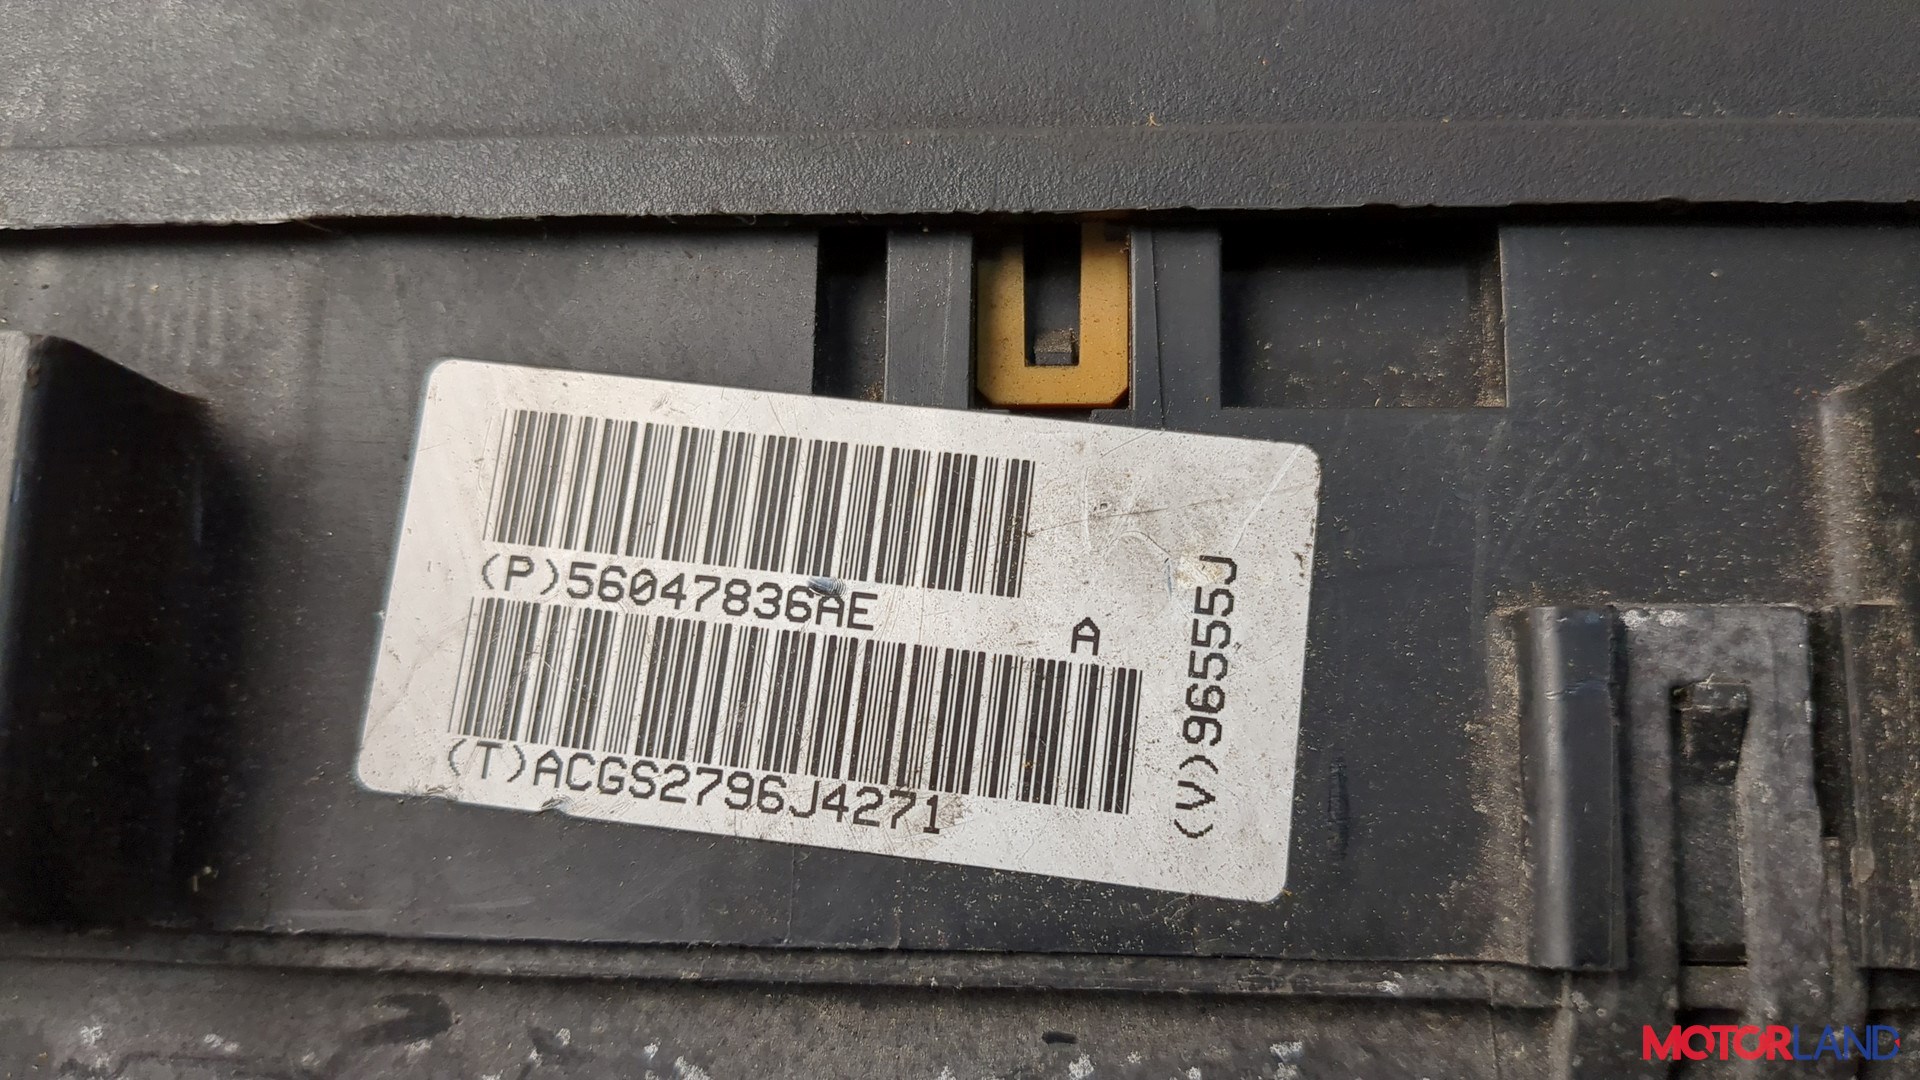 (P)56047836AE
A
(T)ACGS2796J4271
(V)96555J
MOTORLAND